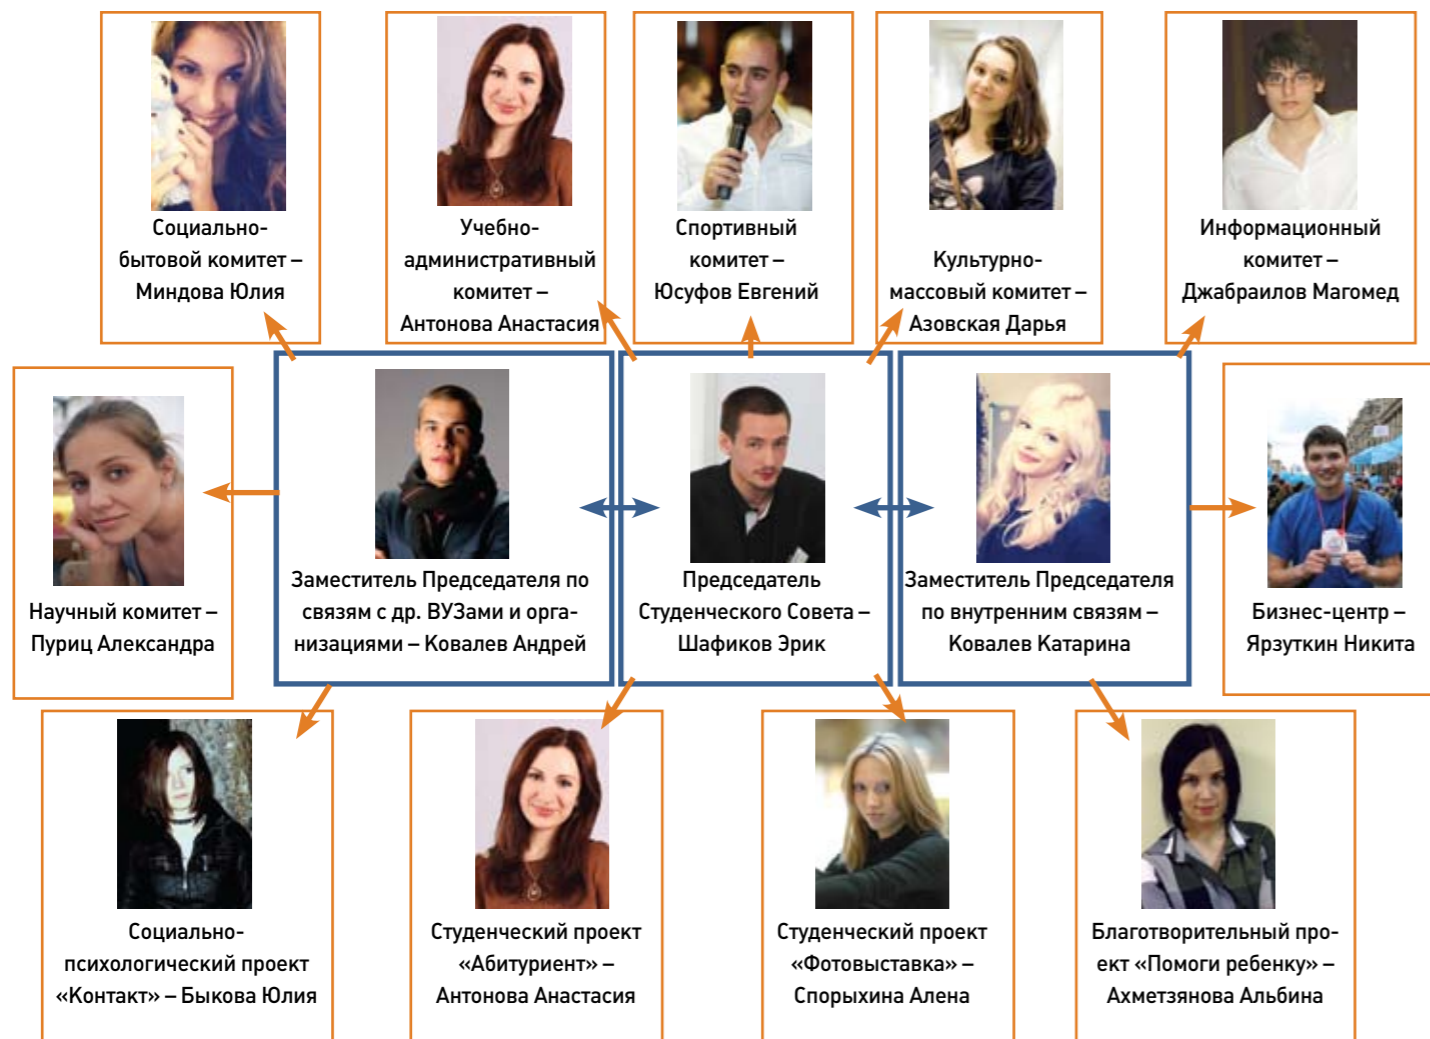 Социально-
бытовой комитет –
Миндова Юлия
Учебно-
административный
комитет –
Антонова Анастасия
Спортивный
комитет –
Юсуфов Евгений
Культурно-
массовый комитет –
Азовская Дарья
Информационный
комитет –
Джабраилов Магомед
Научный комитет –
Пуриц Александра
Заместитель Председателя по
связям с др. ВУЗами и орга-
низациями – Ковалев Андрей
Председатель
Студенческого Совета –
Шафиков Эрик
Заместитель Председателя
по внутренним связям –
Ковалев Катарина
Бизнес-центр –
Ярзуткин Никита
Социально-
психологический проект
«Контакт» – Быкова Юлия
Студенческий проект
«Абитуриент» –
Антонова Анастасия
Студенческий проект
«Фотовыставка» –
Спорыхина Алена
Благотворительный про-
ект «Помоги ребенку» –
Ахметзянова Альбина